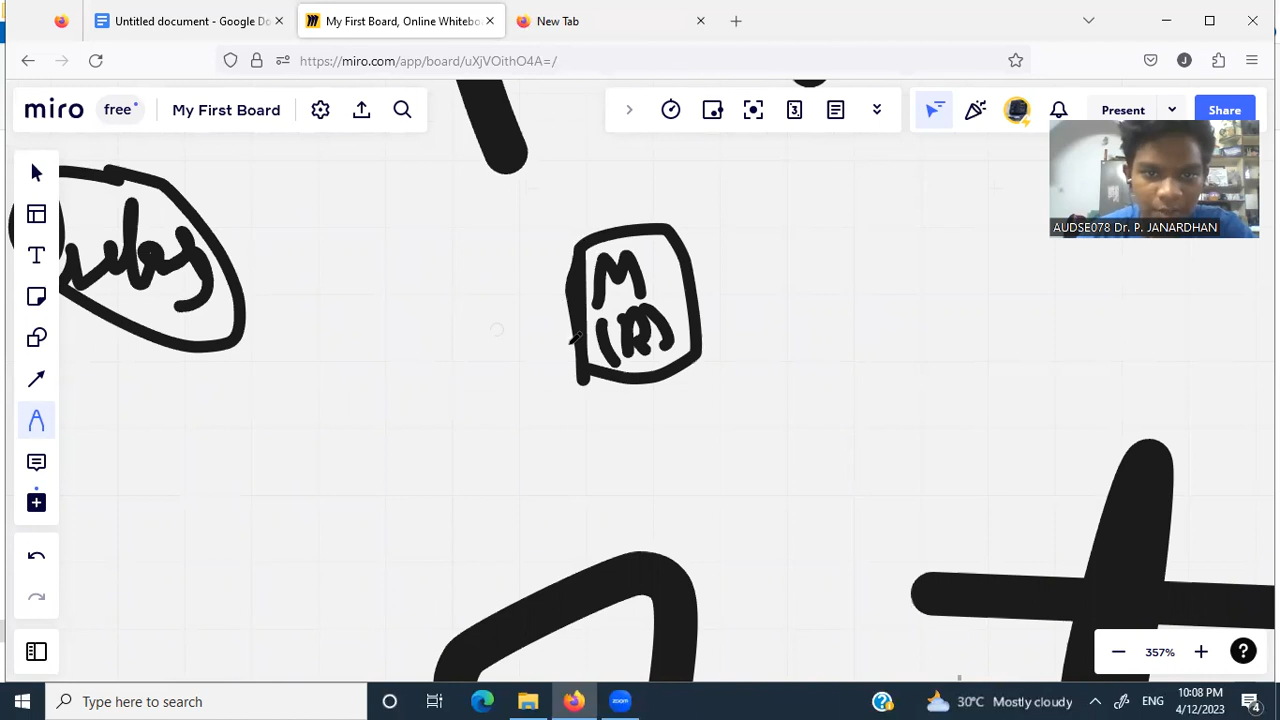 Untitled document - Google Do
My First Board, Online Whitebo
New Tab
https://miro.com/app/board/uXjVOithO4A=/
miro
free
My First Board
3
Present
Share
J
AUDSE078 Dr. P. JANARDHAN
M
357%
?
Type here to search
30°C Mostly cloudy
ENG
10:08 PM
4/12/2023
4